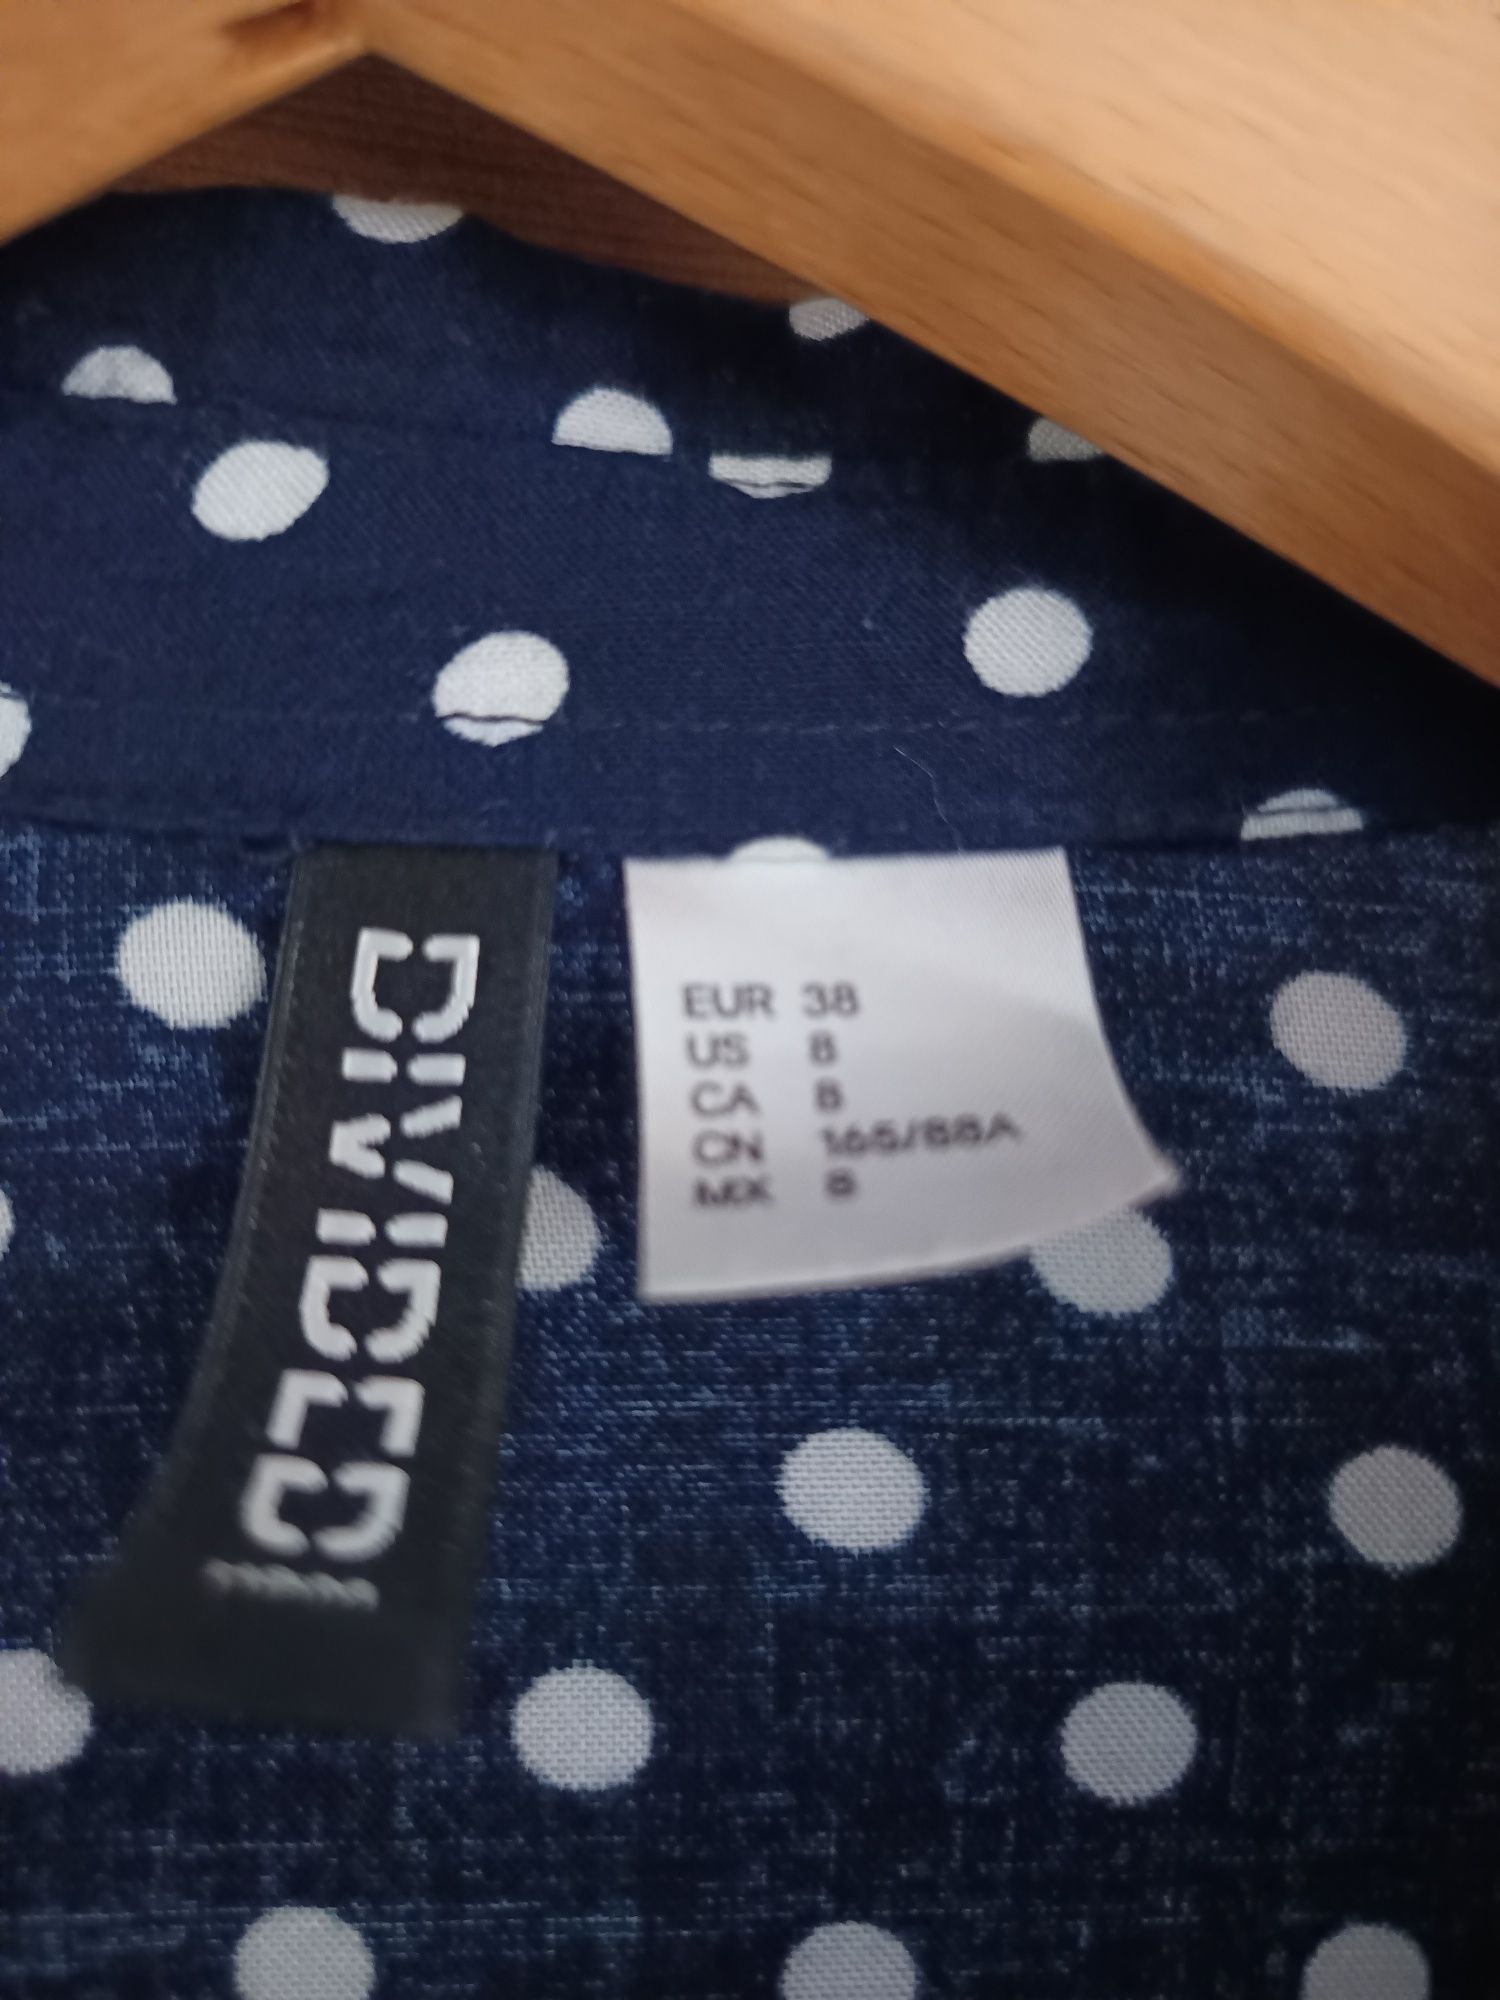 DIVIDED
EUR 38
US 8
CA 8
CN 165/88A
MX 8